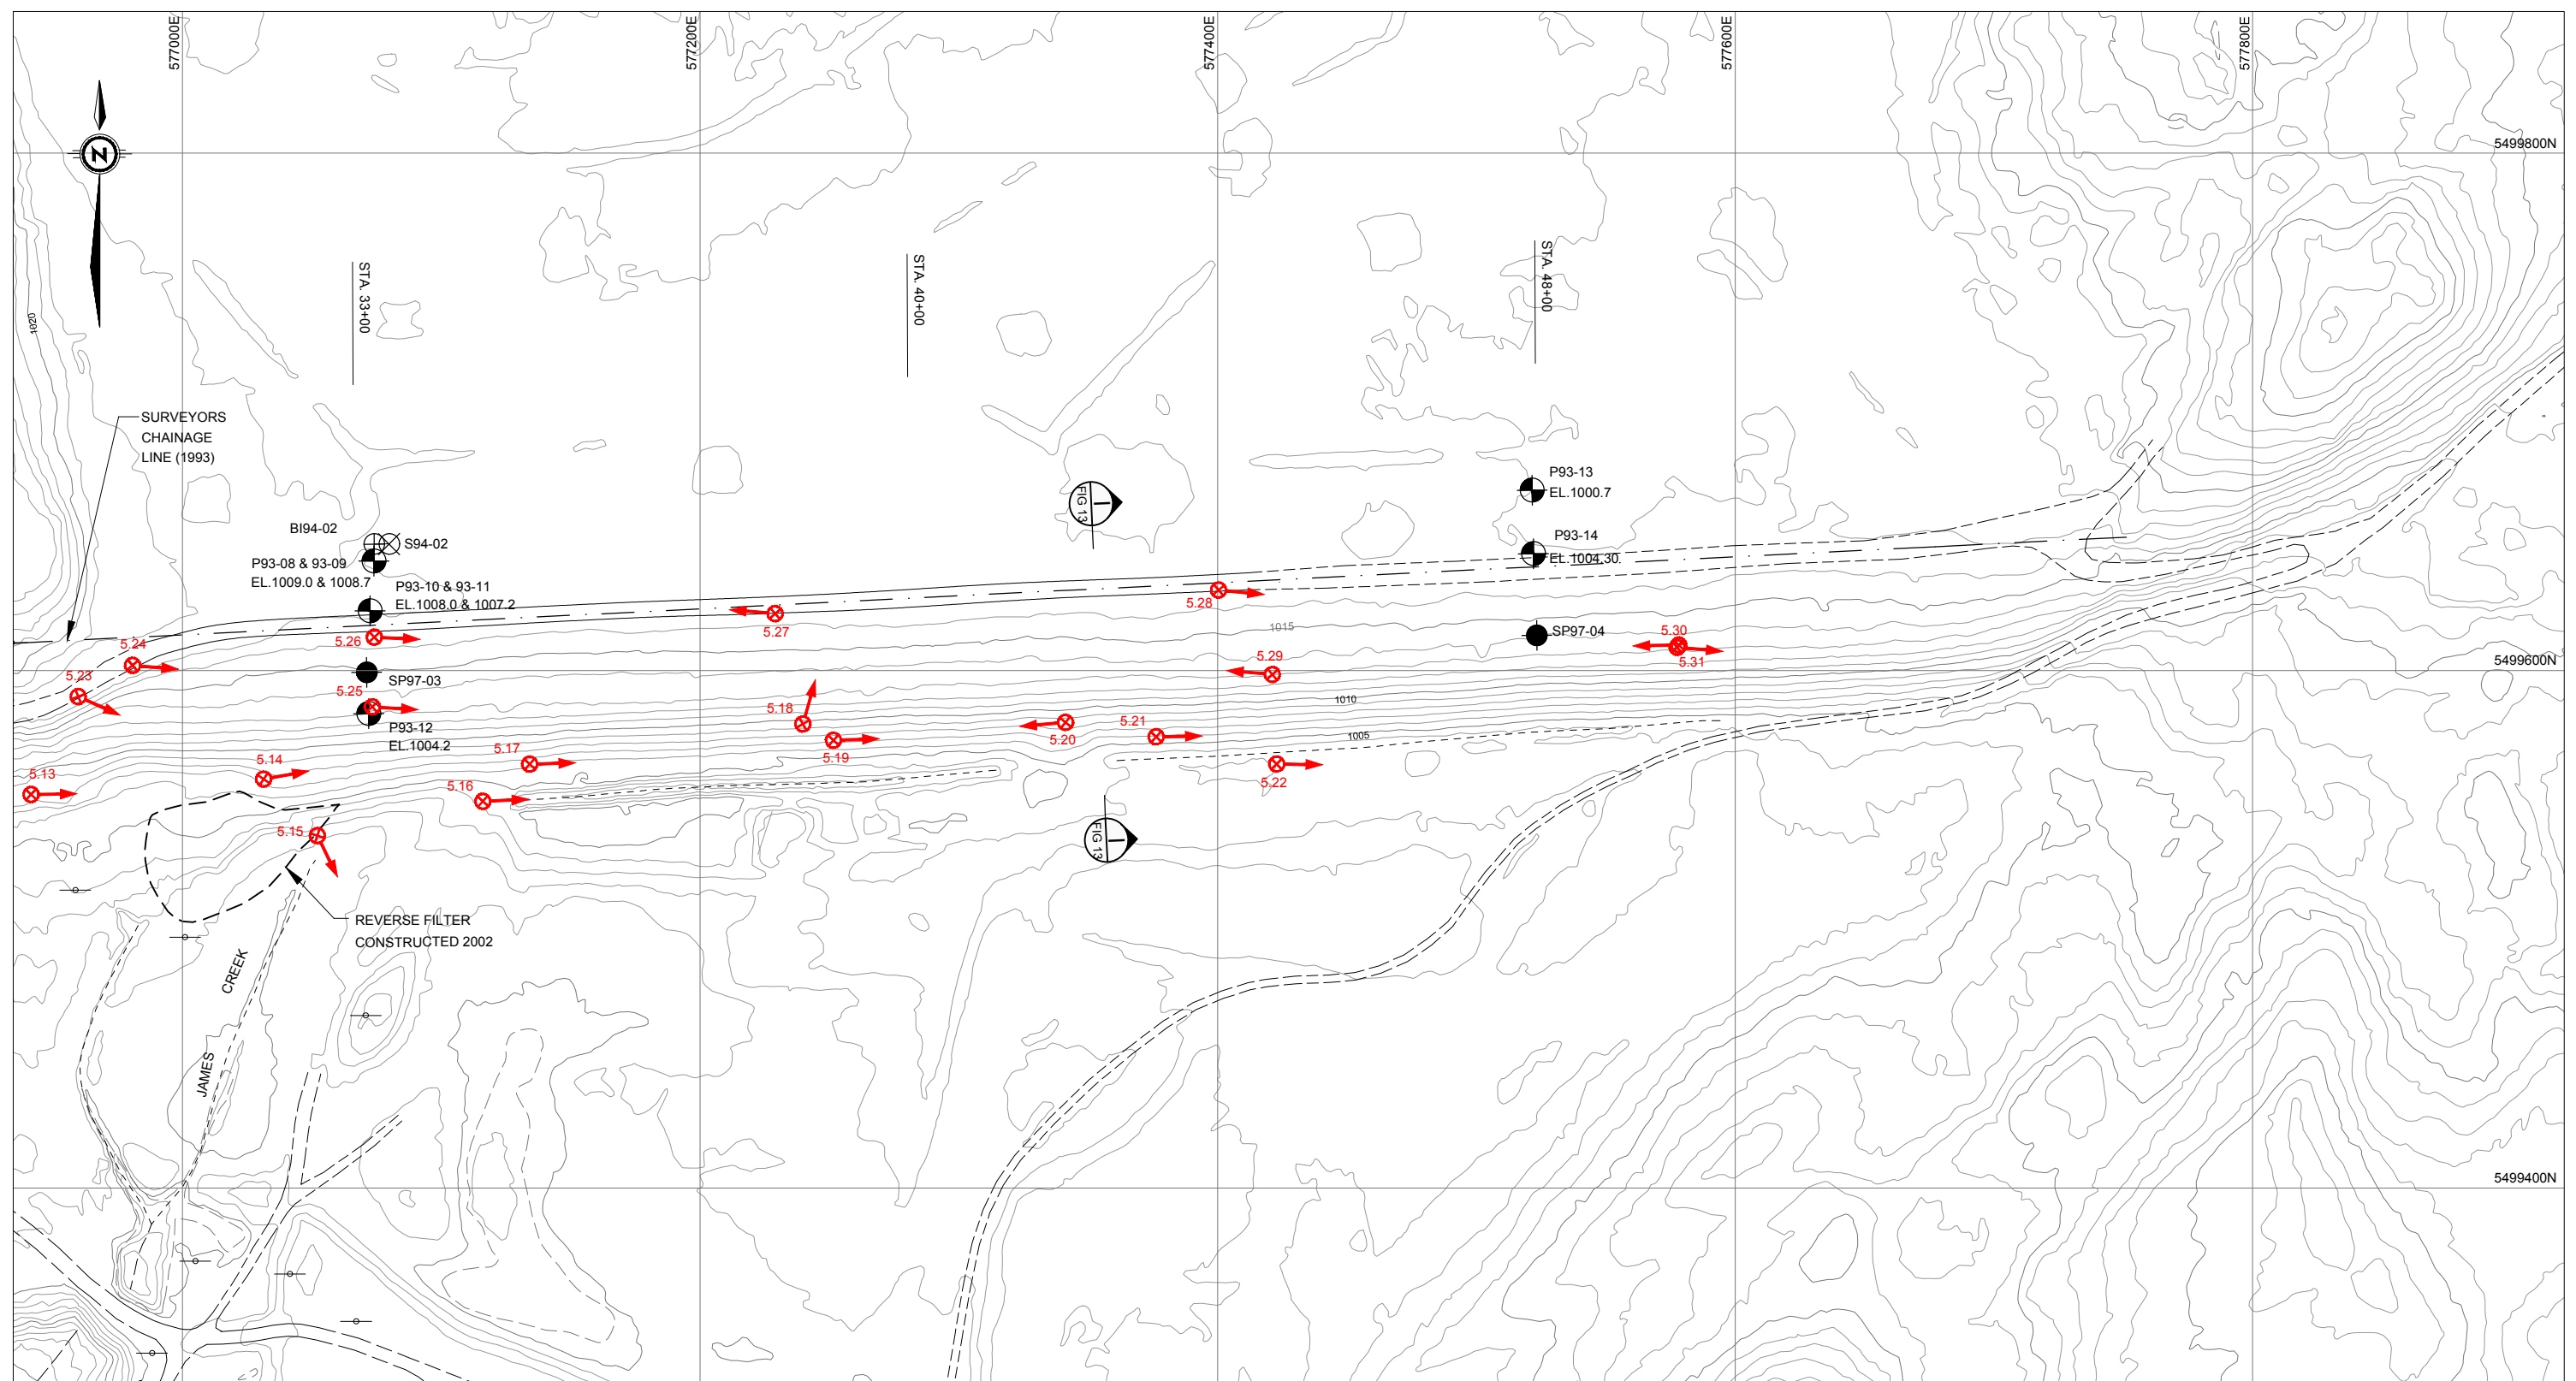 577000E
577200E
577400E
577600E
577800E
5499800N
N
STA. 33+00
STA. 40+00
STA. 48+00
1020
SURVEYORS
CHAINAGE
LINE (1993)
P93-13
EL.1000.7
I
FIG 13
BI94-02
S94-02
P93-14
EL.1004.30
P93-08 & 93-09
EL.1009.0 & 1008.7
P93-10 & 93-11
EL.1008.0 & 1007.2
5.28
5.27
1015
SP97-04
5.30
5.26
5.24
5.31
5.29
5499600N
5.23
SP97-03
5.25
1010
5.18
5.21
P93-12
EL.1004.2
1005
5.20
5.17
5.19
5.14
5.13
5.16
5.22
5.15
I
FIG 13
REVERSE FILTER
CONSTRUCTED 2002
JAMES CREEK
5499400N